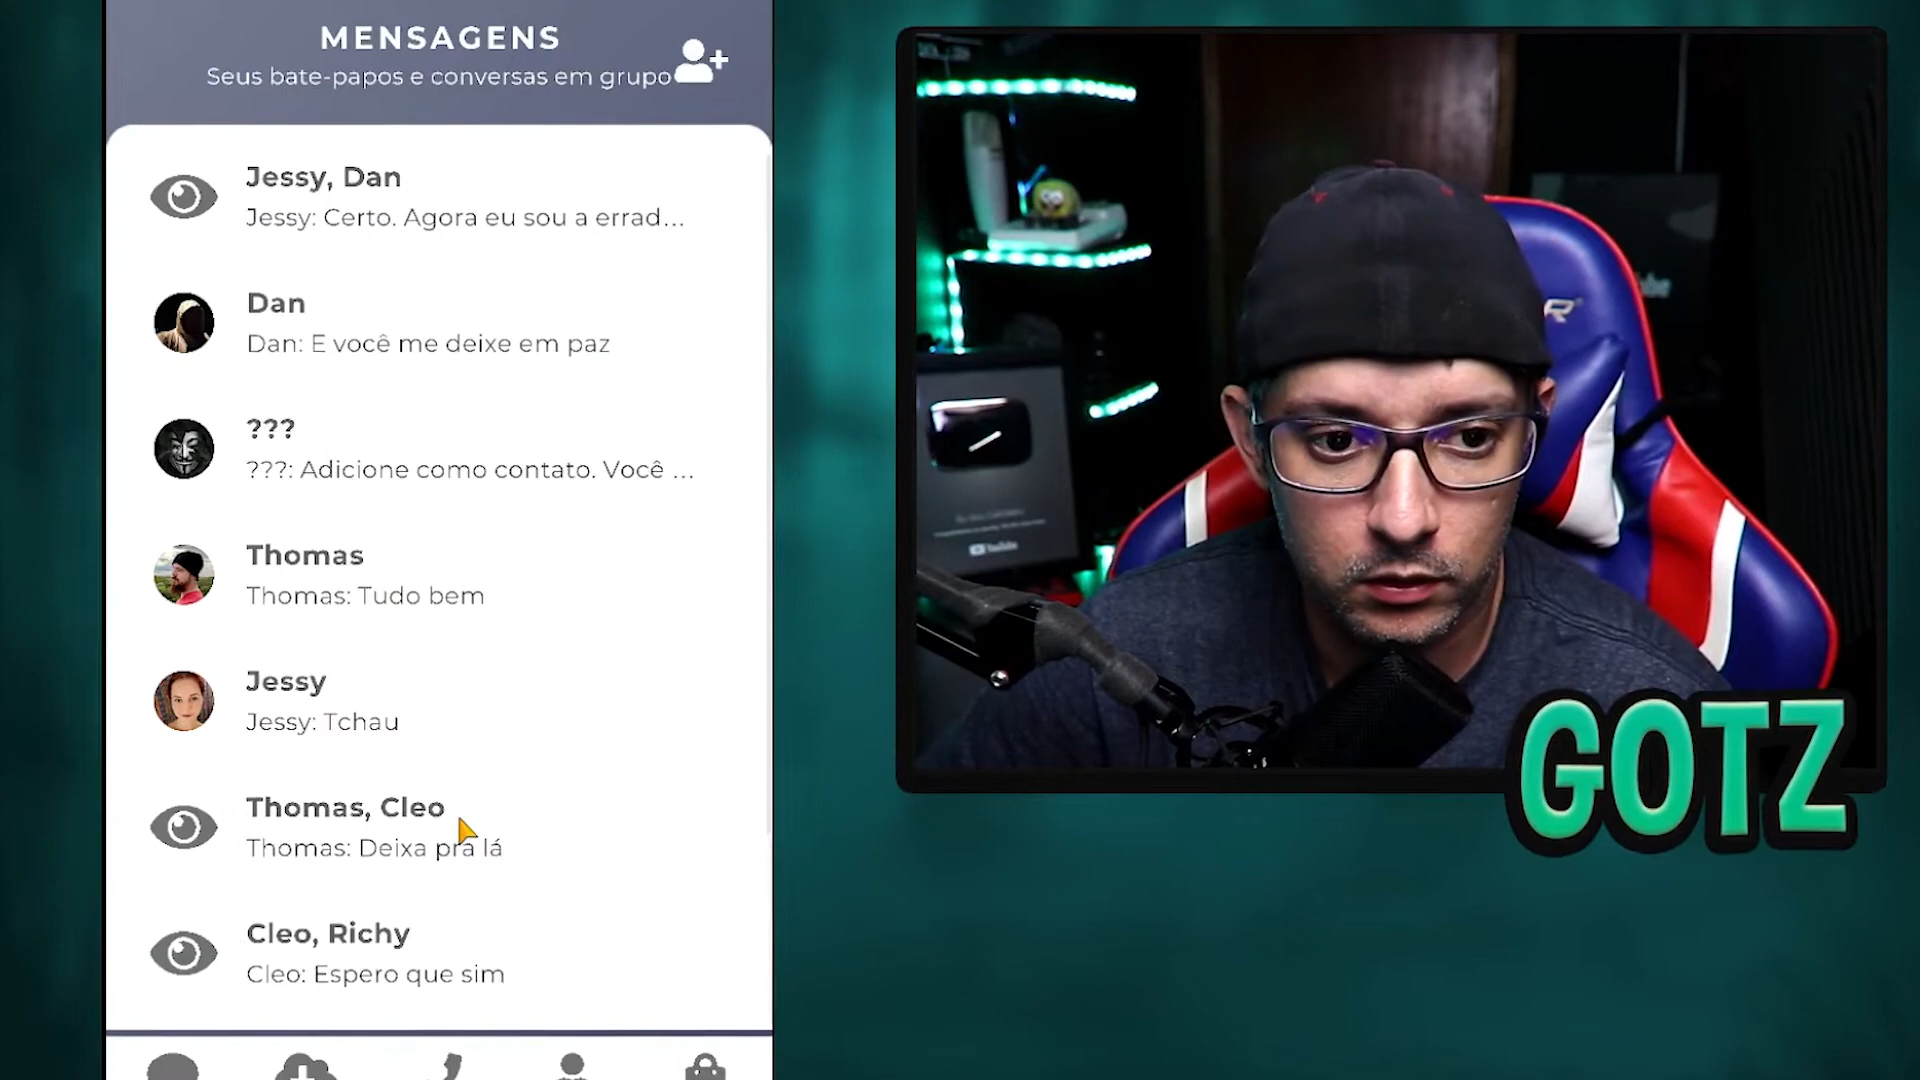 MENSAGENS
Seus bate-papos e conversas em grupo
Jessy, Dan
Jessy: Certo. Agora eu sou a errad...
Dan
Dan: E você me deixe em paz
???
???: Adicione como contato. Você ...
Thomas
Thomas: Tudo bem
Jessy
Jessy: Tchau
Thomas, Cleo
Thomas: Deixa pra lá
Cleo, Richy
Cleo: Espero que sim
R
YouTube
GOTZ